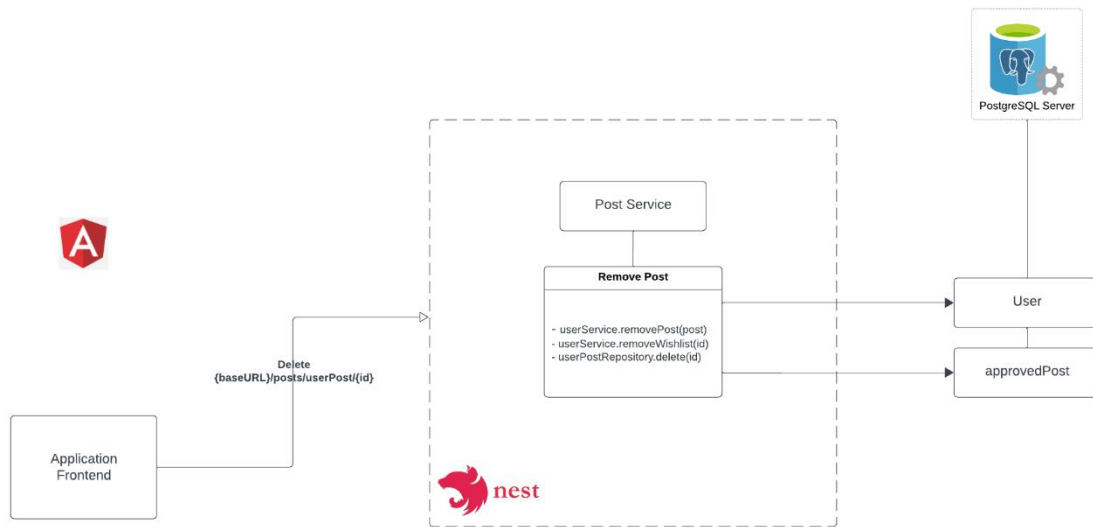 PostgreSQL Server
Post Service
Remove Post
- userService.removePost(post)
- userService.removeWishlist(id)
- userPostRepository.delete(id)
User
approvedPost
Delete
{baseURL}/posts/userPost/{id}
Application
Frontend
nest
A